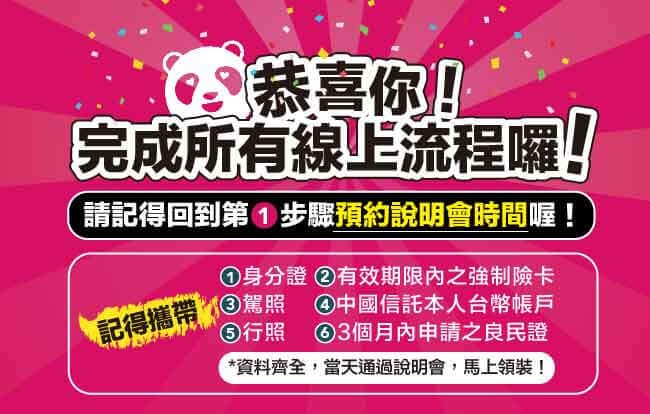 恭喜你！
完成所有線上流程囉！
請記得回到第❶步驟預約說明會時間喔！
記得攜帶
①身分證 ②有效期限內之強制險卡
③駕照 ④中國信託本人台幣帳戶
⑤行照 ⑥3個月內申請之良民證
*資料齊全，當天通過說明會，馬上領裝！